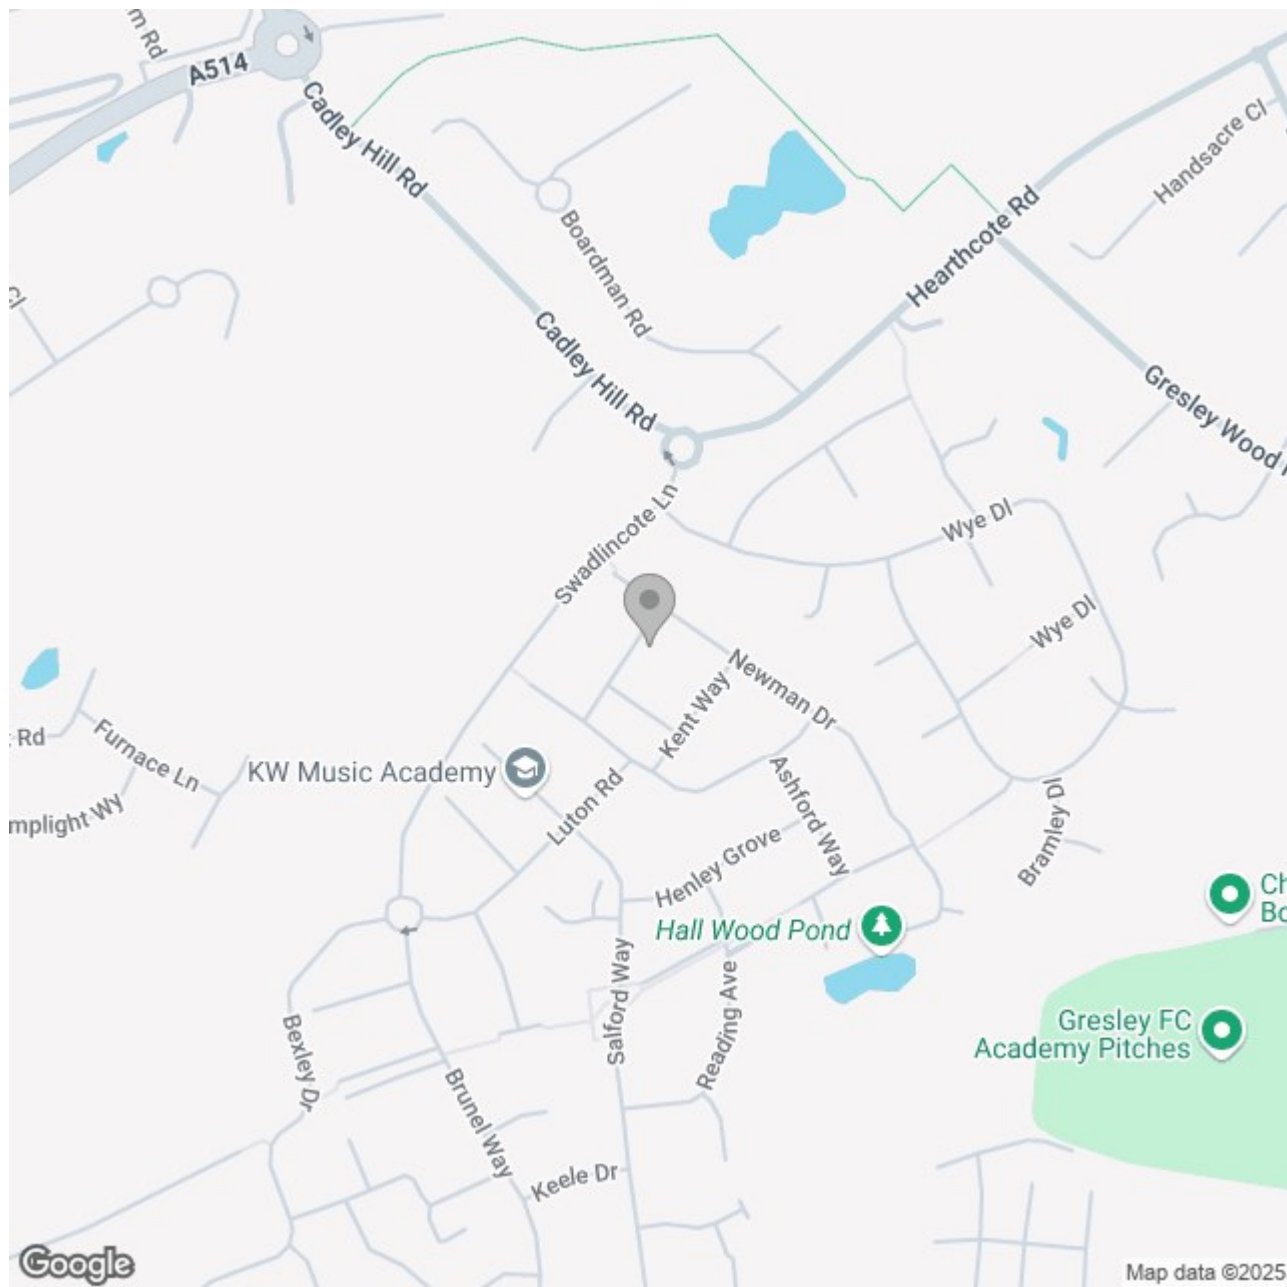 A514
Cadley Hill Rd
Boardman Rd
Hearthcote Rd
Handsacre Cl
Cadley Hill Rd
Gresley Wood
Swadlincote Ln
Wye Dl
Wye Dl
Newman Dr
Kent Way
Rd
Furnace Ln
KW Music Academy
Luton Rd
Ashford Way
Bramley Dl
mplight Wy
Henley Grove
Hall Wood Pond
Salford Way
Reading Ave
Gresley FC
Academy Pitches
Bexley Dr
Brunel Way
Keele Dr
Google
Map data ©2025